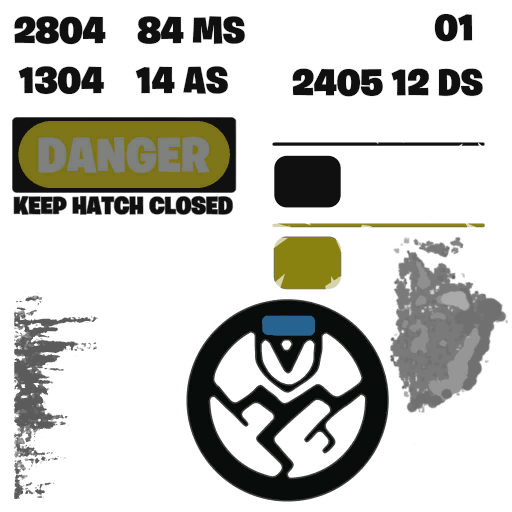 2804 84 MS
01
1304 14 AS
2405 12 DS
DANGER
KEEP HATCH CLOSED